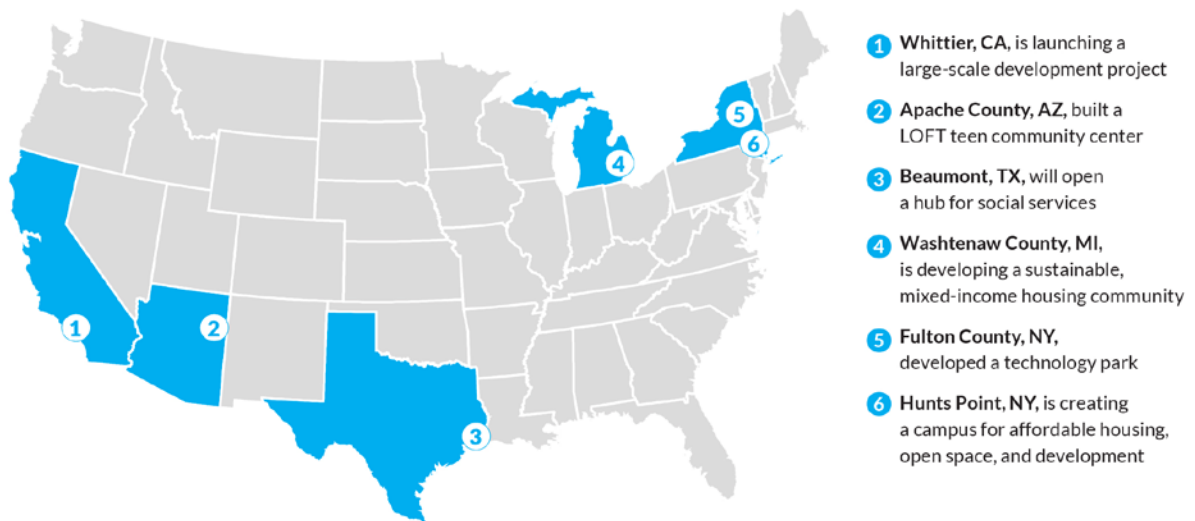 1 Whittier, CA, is launching a
large-scale development project
2 Apache County, AZ, built a
LOFT teen community center
3 Beaumont, TX, will open
a hub for social services
4 Washtenaw County, MI,
is developing a sustainable,
mixed-income housing community
5 Fulton County, NY,
developed a technology park
6 Hunts Point, NY, is creating
a campus for affordable housing,
open space, and development
1
2
3
4
5
6